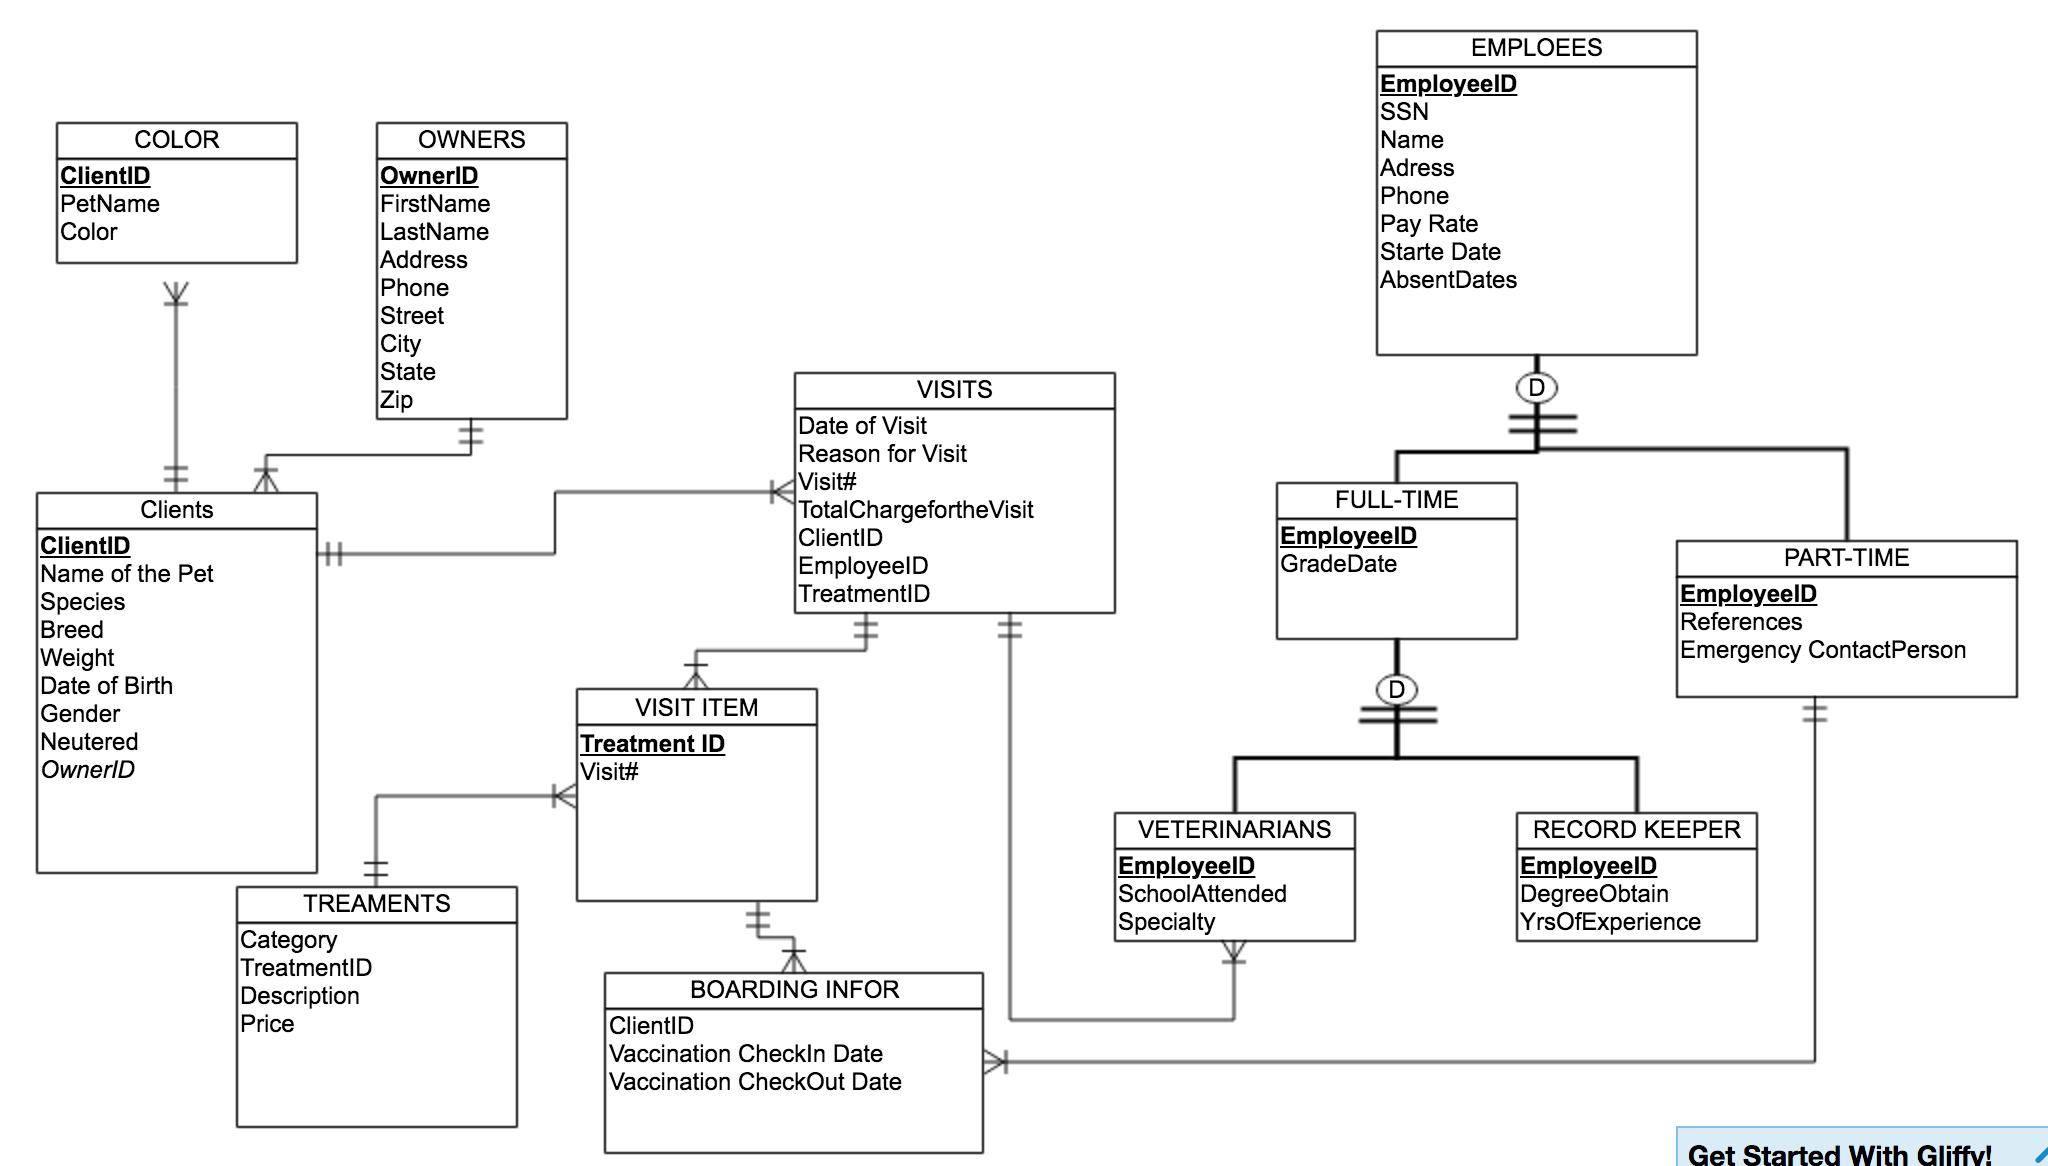 EMPLOEES
EmployeeID
SSN
Name
Adress
Phone
Pay Rate
Starte Date
AbsentDates
D
COLOR
ClientID
PetName
Color
OWNERS
OwnerID
FirstName
LastName
Address
Phone
Street
City
State
Zip
VISITS
Date of Visit
Reason for Visit
Visit#
TotalChargefortheVisit
ClientID
EmployeeID
TreatmentID
FULL-TIME
EmployeeID
GradeDate
D
PART-TIME
EmployeeID
References
Emergency ContactPerson
Clients
ClientID
Name of the Pet
Species
Breed
Weight
Date of Birth
Gender
Neutered
OwnerID
VISIT ITEM
Treatment ID
Visit#
VETERINARIANS
EmployeeID
SchoolAttended
Specialty
RECORD KEEPER
EmployeeID
DegreeObtain
YrsOfExperience
TREAMENTS
Category
TreatmentID
Description
Price
BOARDING INFOR
ClientID
Vaccination CheckIn Date
Vaccination CheckOut Date
Get Started With Gliffy!